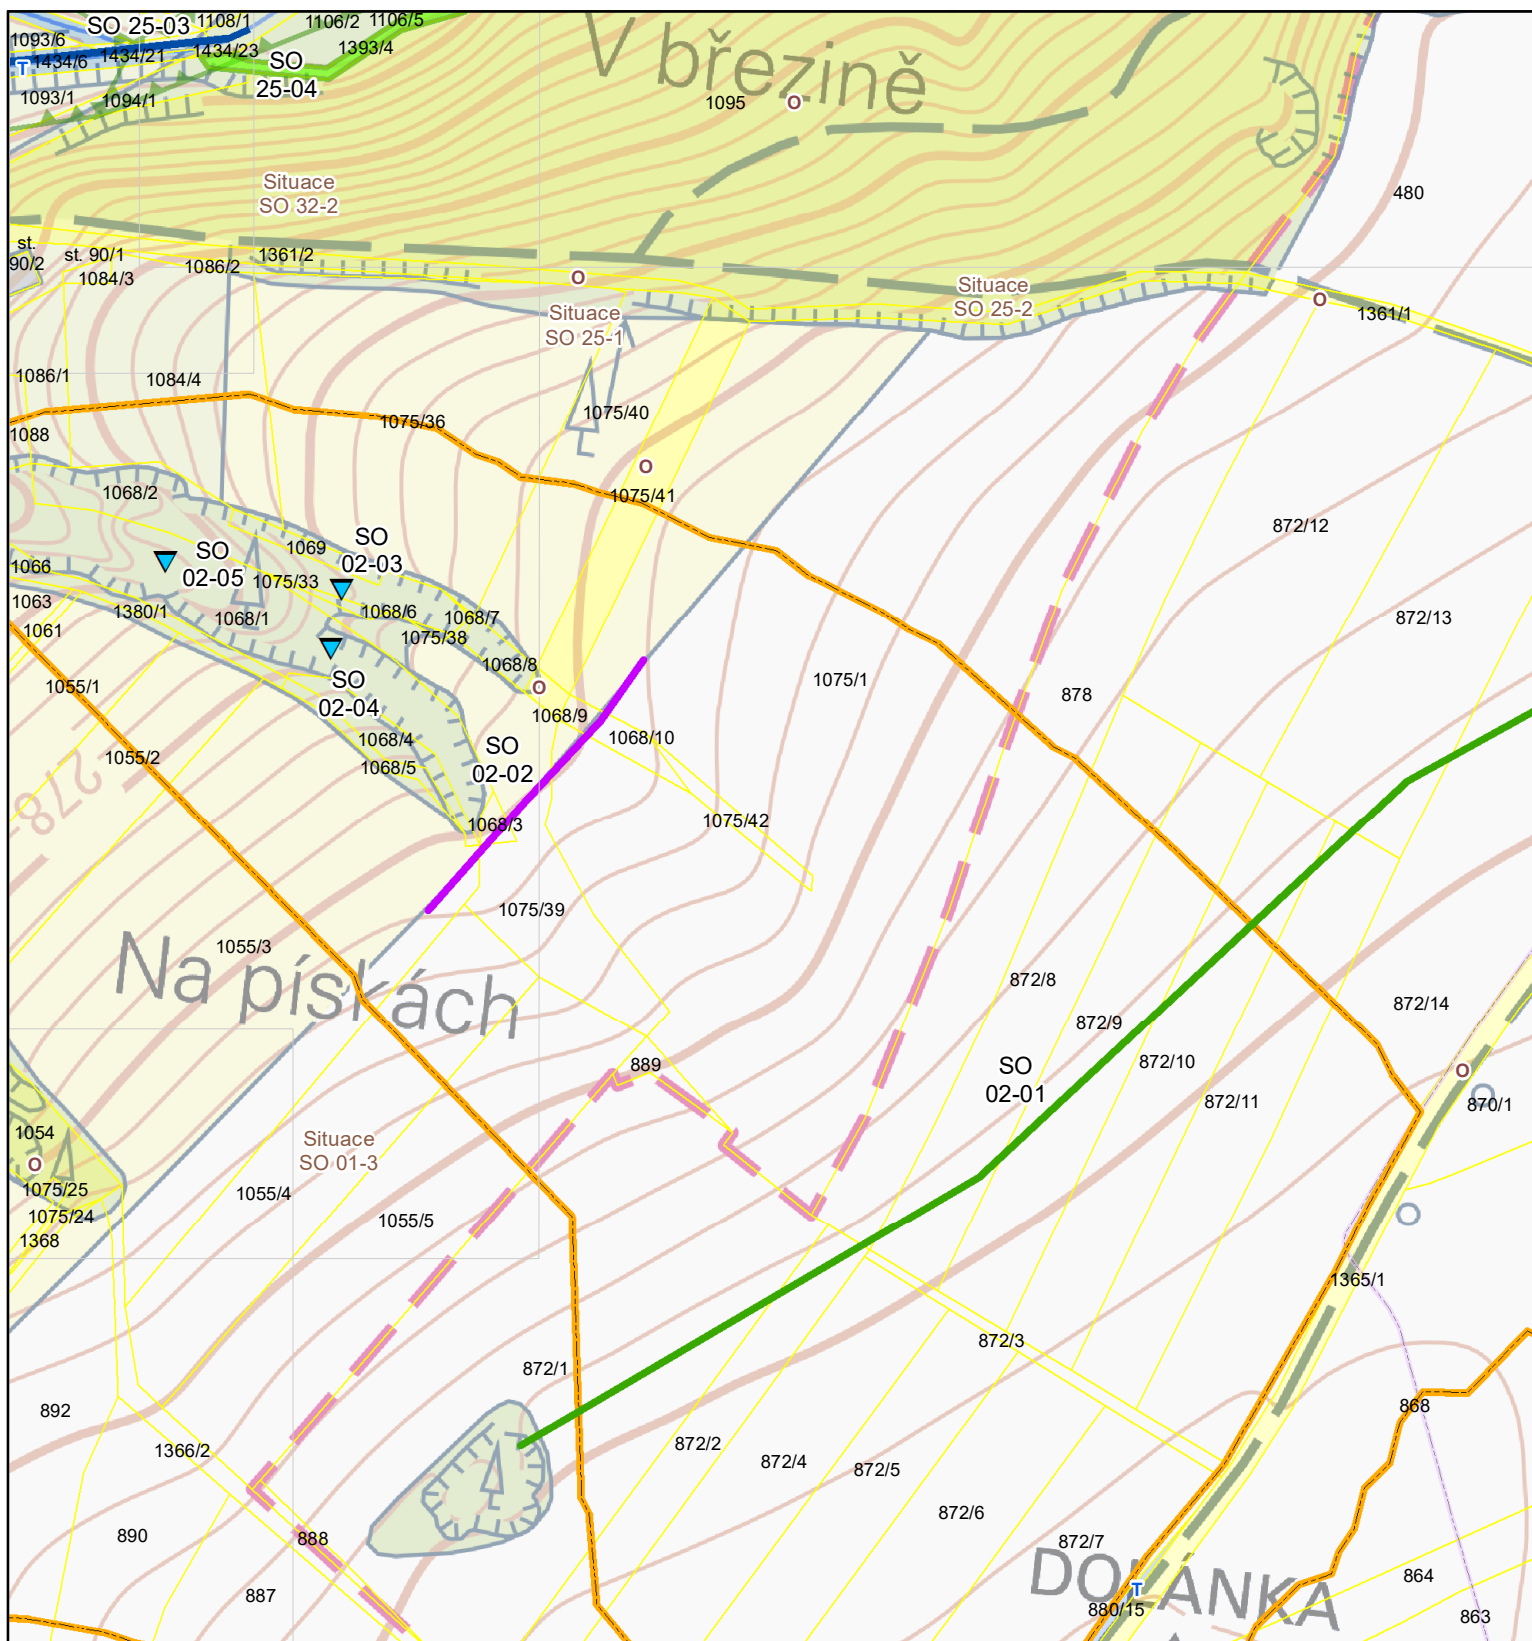 SO 25-03
1108/1
1106/2
1106/5
1093/6
1434/6
1434/21
1434/23
1393/4
T
SO
25-04
1093/1
1094/1
V březině
1095
O
Situace
SO 32-2
480
st.
90/2
st. 90/1
1084/3
1086/2
1361/2
O
Situace
SO 25-1
Situace
SO 25-2
O
1361/1
1086/1
1084/4
1075/36
1075/40
1088
O
1075/41
1068/2
872/12
SO
02-05
SO
02-03
1069
1066
1075/33
1063
1380/1
1068/1
1068/6
1068/7
872/13
1061
1075/38
1068/8
1055/1
SO
02-04
O
1075/1
878
1068/9
1068/10
1068/4
1055/2
1068/5
SO
02-02
278
1068/3
1075/42
1075/39
1055/3
Na pískách
872/8
872/14
872/9
889
SO
02-01
872/10
O
872/11
870/1
1054
O
Situace
SO 01-3
1075/25
1055/4
1075/24
1055/5
1368
1365/1
872/3
872/1
892
868
1366/2
872/2
872/4
872/5
890
888
872/6
872/7
DOLÁNKA
864
887
T
880/15
863